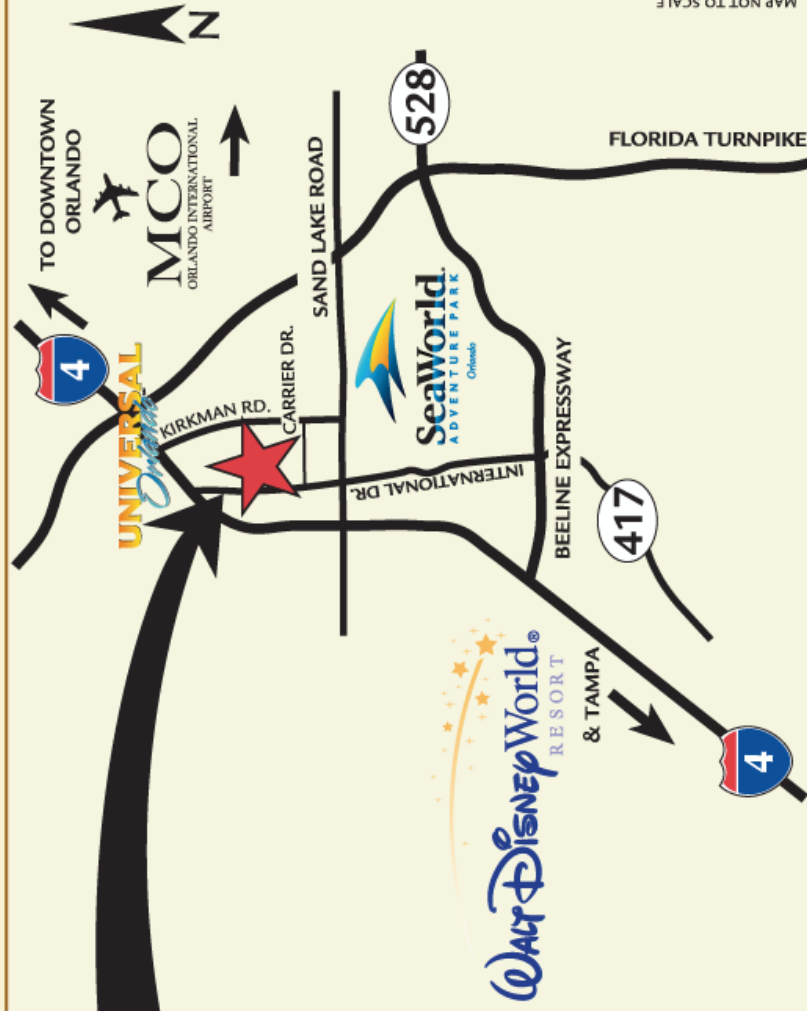 MAP NOT TO SCALE
N
TO DOWNTOWN
ORLANDO
MCO
ORLANDO INTERNATIONAL
AIRPORT
4
UNIVERSAL
Orlando
KIRKMAN RD.
CARRIER DR.
SAND LAKE ROAD
528
FLORIDA TURNPIKE
SeaWorld.
ADVENTURE PARK
Orlando
INTERNATIONAL DR.
BEELINE EXPRESSWAY
417
WALT DISNEY World®
RESORT
& TAMPA
4